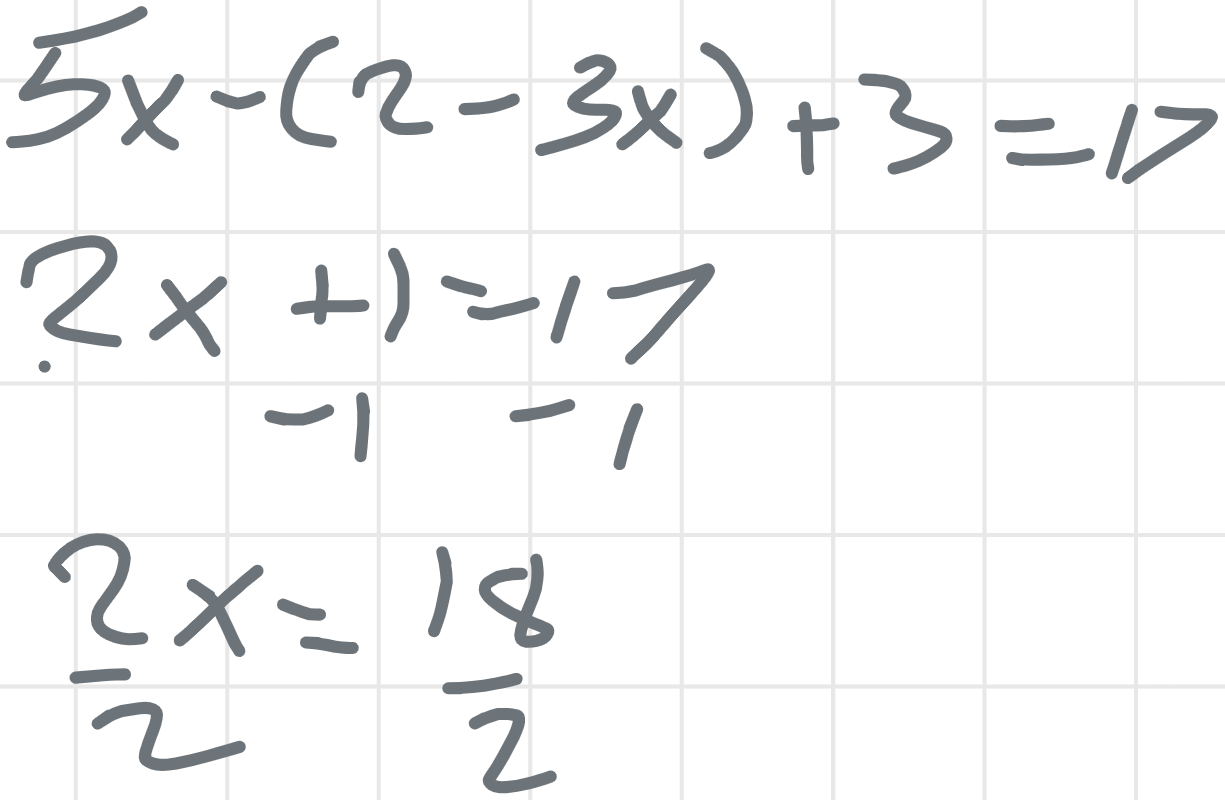 5x-(2-3x)+3=17
2x +1=17
-1 -1
2x= 18
2 2